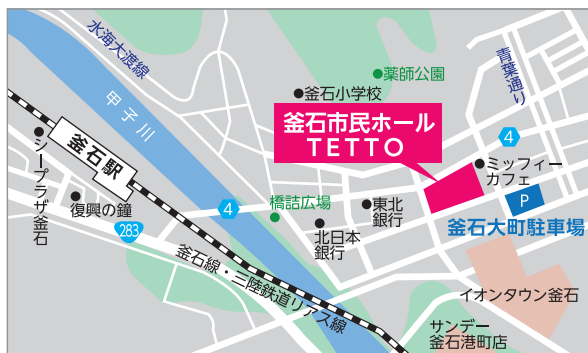 水海大渡線
甲子川
薬師公園
釜石小学校
青葉通り
釜石市民ホール
TETTO
4
ミッフィー
カフェ
P
釜石大町駐車場
釜石駅
シープラザ釜石
復興の鐘
283
4
橋詰広場
東北
銀行
北日本
銀行
釜石線・三陸鉄道リアス線
イオンタウン釜石
サンデー
釜石港町店